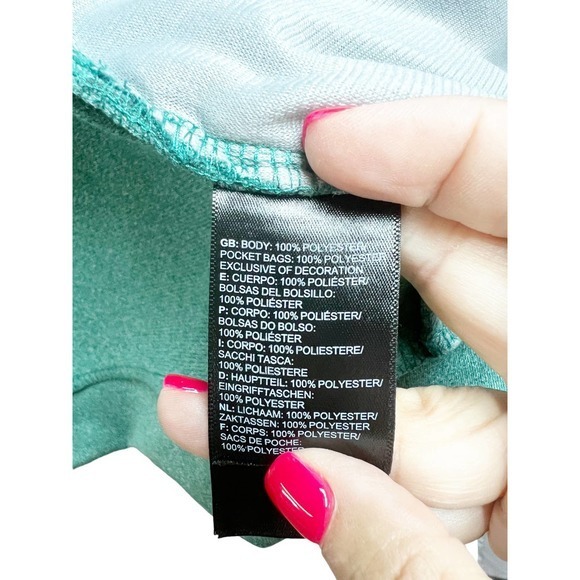 GB: BODY: 100% POLYESTER/
POCKET BAGS: 100% POLYESTER/
EXCLUSIVE OF DECORATION
E: CUERPO: 100% POLIÉSTER/
BOLSAS DEL BOLSILLO:
100% POLIÉSTER
P: CORPO: 100% POLIÉSTER/
BOLSAS DO BOLSO:
100% POLIÉSTER
I: CORPO: 100% POLIESTERE/
SACCHI TASCA:
100% POLIESTERE
D: HAUPTTEIL: 100% POLYESTER/
EINGRIFFTASCHEN:
100% POLYESTER
NL: LICHAAM: 100% POLYESTER/
ZAKTASSEN: 100% POLYESTER
F: CORPS: 100% POLYESTER/
SACS DE POCHE:
100% POLYESTER